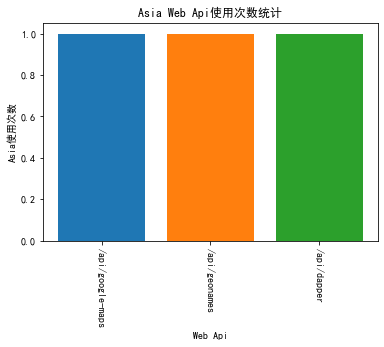 Asia Web Api使用次数统计
Asia使用次数
1.0
0.8
0.6
0.4
0.2
0.0
/api/google-maps
/api/geonames
/api/dapper
Web Api